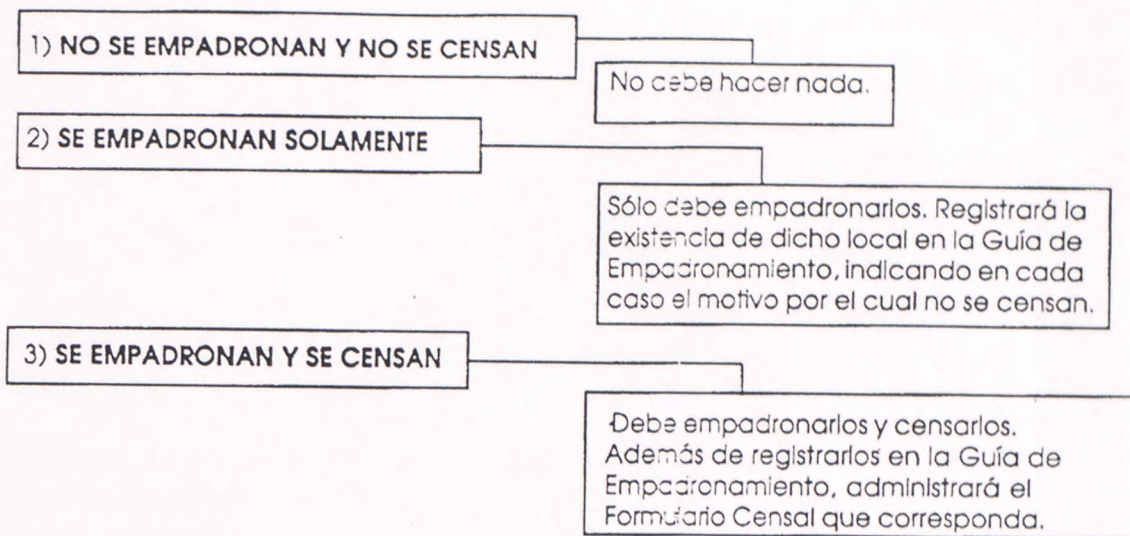 1) NO SE EMPADRONAN Y NO SE CENSAN
No debe hacer nada.
2) SE EMPADRONAN SOLAMENTE
Sólo debe empadronarlos. Registrará la
existencia de dicho local en la Guía de
Empadronamiento, indicando en cada
caso el motivo por el cual no se censan.
3) SE EMPADRONAN Y SE CENSAN
Debe empadronarlos y censarlos.
Además de registrarlos en la Guía de
Empadronamiento, administrará el
Formulario Censal que corresponda.